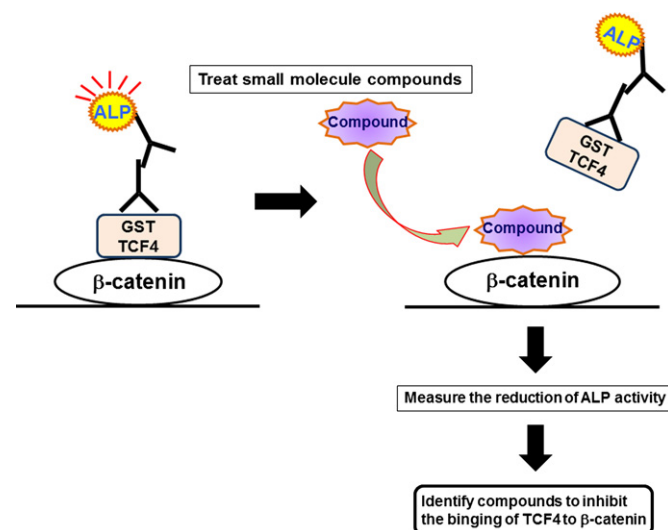 ALP
Treat small molecule compounds
ALP
Compound
GST
TCF4
GST
TCF4
Compound
β-catenin
β-catenin
Measure the reduction of ALP activity
Identify compounds to inhibit
the binging of TCF4 to β-catenin